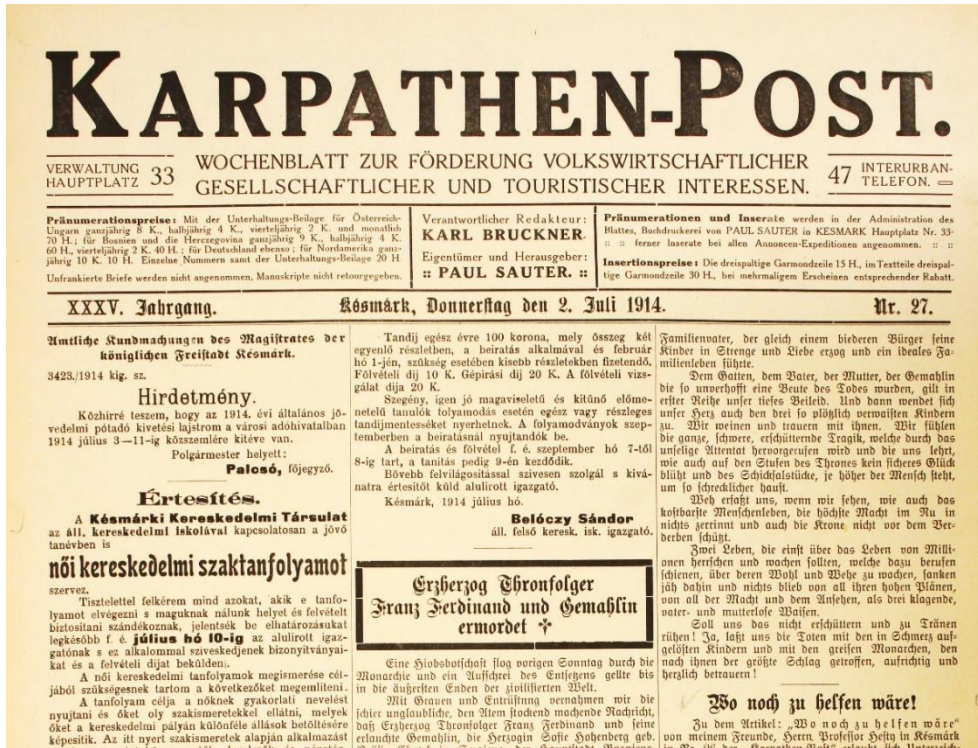 KARPATHEN-POST.
VERWALTUNG
HAUPTPLATZ 33
WOCHENBLATT ZUR FÖRDERUNG VOLKSWIRTSCHAFTLICHER
GESELLSCHAFTLICHER UND TOURISTISCHER INTERESSEN.
47 INTERURBAN-
TELEFON.
Pränumerationspreise: Mit der Unterhaltungs-Beilage für Österreich-
Ungarn ganzjährig 8 K., halbjährig 4 K., vierteljährig 2 K. und monatlich
70 H.; für Bosnien und die Herzegovina ganzjährig 9 K., halbjährig 4 K.
60 H., vierteljährig 2 K. 40 H.; für Deutschland ebenso; für Nordamerika ganz-
jährig 10 K. 10 H. Einzelne Nummern samt der Unterhaltungs-Beilage 20 H.
Unfrankierte Briefe werden nicht angenommen, Manuskripte nicht retourgegeben.
Verantwortlicher Redakteur:
KARL BRUCKNER.
Eigentümer und Herausgeber:
:: PAUL SAUTER. ::
Pränumerationen und Inserate werden in der Administration des
Blattes, Buchdruckerei von PAUL SAUTER in KESMARK Hauptplatz Nr. 33·
:: :: ferner Inserate bei allen Annoncen-Expeditionen angenommen. :: ::
Insertionspreise: Die dreispaltige Garmondzeile 15 H., im Textteile dreispal-
tige Garmondzeile 30 H., bei mehrmaligem Erscheinen entsprechender Rabatt.
XXXV. Jahrgang.
Késmárk, Donnerstag den 2. Juli 1914.
Nr. 27.
Amtliche Kundmachungen des Magistrates der
königlichen Freistadt Késmárk.
3423./1914 kig. sz.
Hirdetmény.
Közhirré teszem, hogy az 1914. évi általános jö-
vedelmi pótadó kivetési lajstrom a városi adóhivatalban
1914 július 3—11-ig közszemlére kitéve van.
Polgármester helyett:
Palcsó, főjegyző.
Értesítés.
A Késmárki Kereskedelmi Társulat
az áll. kereskedelmi iskolával kapcsolatosan a jövő
tanévben is
női kereskedelmi szaktanfolyamot
szervez.
Tisztelettel felkérem mind azokat, akik e tanfo-
lyamot elvégezni s maguknak nálunk helyet és felvételt
biztositani szándékoznak, jelentsék be elhatározásukat
legkésőbb f. é. július hó 10-ig az alulirott igaz-
gatónak s ez alkalommal sziveskedjenek bizonyitványai-
kat és a felvételi dijat bekülden.
A női kereskedelmi tanfolyamok megismerése cél-
jából szükségesnek tartom a következőket megemliteni.
A tanfolyam célja a nőknek gyakorlati nevelést
nyujtani és őket oly szakismeretekkel ellátni, melyek
őket a kereskedelmi pályán különféle állások betöltésére
képesitik. Az itt nyert szakismeretek alapján alkalmazást
Tandij egész évre 100 korona, mely összeg két
egyenlő részletben, a beiratás alkalmával és február
hó 1-jén, szükség esetében kisebb részletekben fizetendő.
Fölvételi dij 10 K. Gépirási dij 20 K. A fölvételi vizs-
gálat dija 20 K.
Szegény, igen jó magaviseletű és kitünő előme-
netelű tanulók folyamodás esetén egész vagy részleges
tandijmentességet nyerhetnek. A folyamodványok szep-
temberben a beiratásnál nyujtandók be.
A beiratás és fölvétel f. é. szeptember hó 7-től
8-ig tart, a tanitás pedig 9-én kezdődik.
Bővebb felvilágositással szivesen szolgál s kivá-
natra értesitőt küld alulirott igazgató.
Késmárk, 1914 július hó.
Belóczy Sándor
áll. felső keresk. isk. igazgató.
Erzherzog Thronfolger
Franz Ferdinand und Gemahlin
ermordet ✝
Eine Hiobsbotschaft flog vorigen Sonntag durch die
Monarchie und ein Aufschrei des Entsetzens gellte bis
in die äußersten Enden der zivilisierten Welt.
Mit Grauen und Entrüstung vernahmen wir die
schier unglaubliche, den Atem stockend machende Nachricht,
daß Erzherzog Thronfolger Franz Ferdinand und seine
erlauchte Gemahlin, die Herzogin Sofie Hohenberg geb.
Familienvater, der gleich einem biederen Bürger seine
Kinder in Strenge und Liebe erzog und ein ideales Fa-
milienleben führte.
Dem Gatten, dem Vater, der Mutter, der Gemahlin
die so unverhofft eine Beute des Todes wurden, gilt in
erster Reihe unser tiefes Beileid. Und dann wendet sich
unser Herz auch den drei so plötzlich verwaisten Kindern
zu. Wir weinen und trauern mit ihnen. Wir fühlen
die ganze, schwere, erschütternde Tragik, welche durch das
unselige Attentat hervorgerufen wird und die uns lehrt,
wie auch auf den Stufen des Thrones kein sicheres Glück
blüht und des Schicksalstücke, je höher der Mensch steht,
um so schrecklicher haust.
Weh erfaßt uns, wenn wir sehen, wie auch das
kostbarste Menschenleben, die höchste Macht im Nu in
nichts zerrinnt und auch die Krone nicht vor dem Ver-
derben schützt.
Zwei Leben, die einst über das Leben von Milli-
onen herrschen und wachen sollten, welche dazu berufen
schienen, über deren Wohl und Wehe zu wachen, sanken
jäh dahin und nichts blieb von all ihren hohen Plänen,
von all der Macht und dem Ansehen, als drei klagende,
vater- und mutterlose Waisen.
Soll uns das nicht erschüttern und zu Tränen
rühen! Ja, laßt uns die Toten mit den in Schmerz auf-
gelösten Kindern und mit den greisen Monarchen, den
nach ihnen der größte Schlag getroffen, aufrichtig und
herzlich betrauern!
Wo noch zu helfen wäre!
Zu dem Artikel: „Wo noch zu helfen wäre"
von meinem Freunde, Herrn Professor Hefty in Késmárk